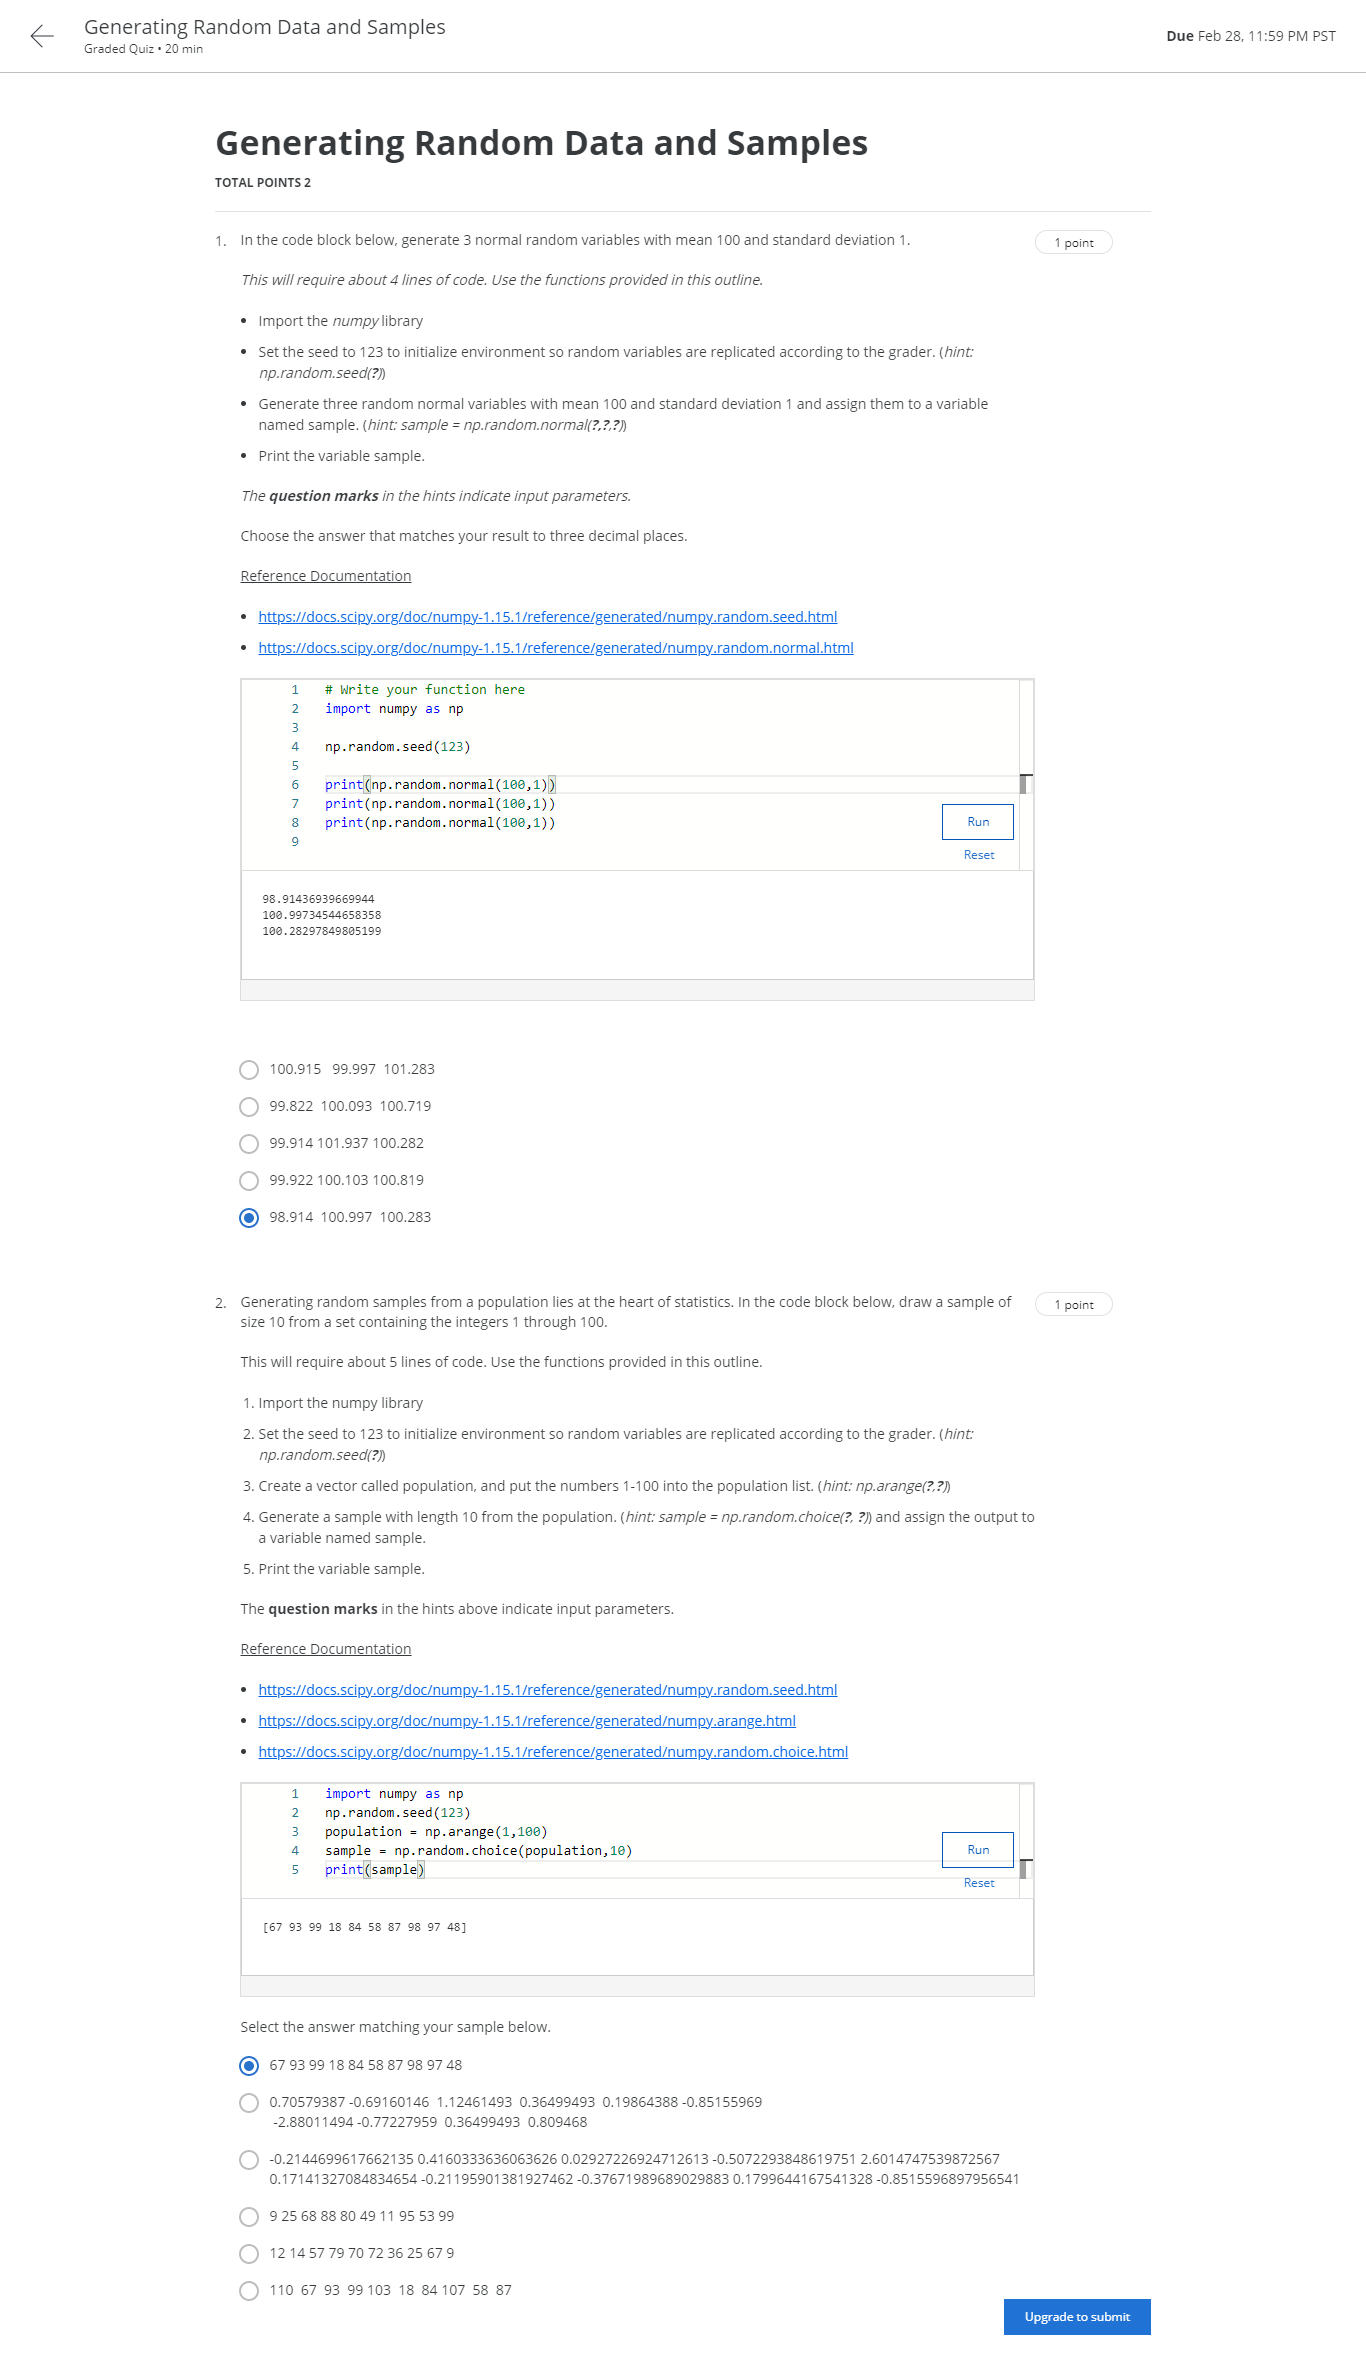 Generating Random Data and Samples
Graded Quiz • 20 min
Due Feb 28, 11:59 PM PST
Generating Random Data and Samples
TOTAL POINTS 2
1. In the code block below, generate 3 normal random variables with mean 100 and standard deviation 1.
1 point
This will require about 4 lines of code. Use the functions provided in this outline.
• Import the numpy library
• Set the seed to 123 to initialize environment so random variables are replicated according to the grader. (hint:
np.random.seed(?))
• Generate three random normal variables with mean 100 and standard deviation 1 and assign them to a variable
named sample. (hint: sample = np.random.normal(?,?,?))
• Print the variable sample.
The question marks in the hints indicate input parameters.
Choose the answer that matches your result to three decimal places.
Reference Documentation
• https://docs.scipy.org/doc/numpy-1.15.1/reference/generated/numpy.random.seed.html
• https://docs.scipy.org/doc/numpy-1.15.1/reference/generated/numpy.random.normal.html
1 # Write your function here
2 import numpy as np
3
4 np.random.seed(123)
5
6 print(np.random.normal(100,1))
7 print(np.random.normal(100,1))
8 print(np.random.normal(100,1))
9
Run
Reset
98.91436939669944
100.99734544658358
100.28297849805199
100.915 99.997 101.283
99.822 100.093 100.719
99.914 101.937 100.282
99.922 100.103 100.819
98.914 100.997 100.283
2. Generating random samples from a population lies at the heart of statistics. In the code block below, draw a sample of
size 10 from a set containing the integers 1 through 100.
1 point
This will require about 5 lines of code. Use the functions provided in this outline.
1. Import the numpy library
2. Set the seed to 123 to initialize environment so random variables are replicated according to the grader. (hint:
np.random.seed(?))
3. Create a vector called population, and put the numbers 1-100 into the population list. (hint: np.arange(?,?))
4. Generate a sample with length 10 from the population. (hint: sample = np.random.choice(?, ?)) and assign the output to
a variable named sample.
5. Print the variable sample.
The question marks in the hints above indicate input parameters.
Reference Documentation
• https://docs.scipy.org/doc/numpy-1.15.1/reference/generated/numpy.random.seed.html
• https://docs.scipy.org/doc/numpy-1.15.1/reference/generated/numpy.arange.html
• https://docs.scipy.org/doc/numpy-1.15.1/reference/generated/numpy.random.choice.html
1 import numpy as np
2 np.random.seed(123)
3 population = np.arange(1,100)
4 sample = np.random.choice(population,10)
5 print(sample)
Run
Reset
[67 93 99 18 84 58 87 98 97 48]
Select the answer matching your sample below.
67 93 99 18 84 58 87 98 97 48
0.70579387 -0.69160146 1.12461493 0.36499493 0.19864388 -0.85155969
-2.88011494 -0.77227959 0.36499493 0.809468
-0.2144699617662135 0.4160333636063626 0.02927226924712613 -0.5072293848619751 2.6014747539872567
0.17141327084834654 -0.21195901381927462 -0.37671989689029883 0.1799644167541328 -0.8515596897956541
9 25 68 88 80 49 11 95 53 99
12 14 57 79 70 72 36 25 67 9
110 67 93 99 103 18 84 107 58 87
Upgrade to submit